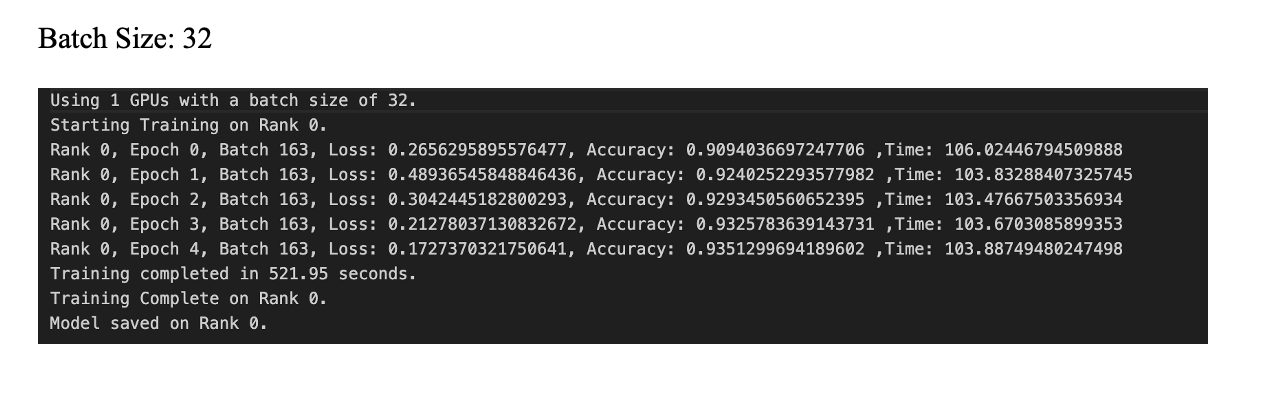 Batch Size: 32
Using 1 GPUs with a batch size of 32.
Starting Training on Rank 0.
Rank 0, Epoch 0, Batch 163, Loss: 0.2656295895576477, Accuracy: 0.9094036697247706 ,Time: 106.02446794509888
Rank 0, Epoch 1, Batch 163, Loss: 0.48936545848846436, Accuracy: 0.9240252293577982 ,Time: 103.83288407325745
Rank 0, Epoch 2, Batch 163, Loss: 0.3042445182800293, Accuracy: 0.9293450560652395 ,Time: 103.47667503356934
Rank 0, Epoch 3, Batch 163, Loss: 0.21278037130832672, Accuracy: 0.9325783639143731 ,Time: 103.6703085899353
Rank 0, Epoch 4, Batch 163, Loss: 0.1727370321750641, Accuracy: 0.9351299694189602 ,Time: 103.88749480247498
Training completed in 521.95 seconds.
Training Complete on Rank 0.
Model saved on Rank 0.